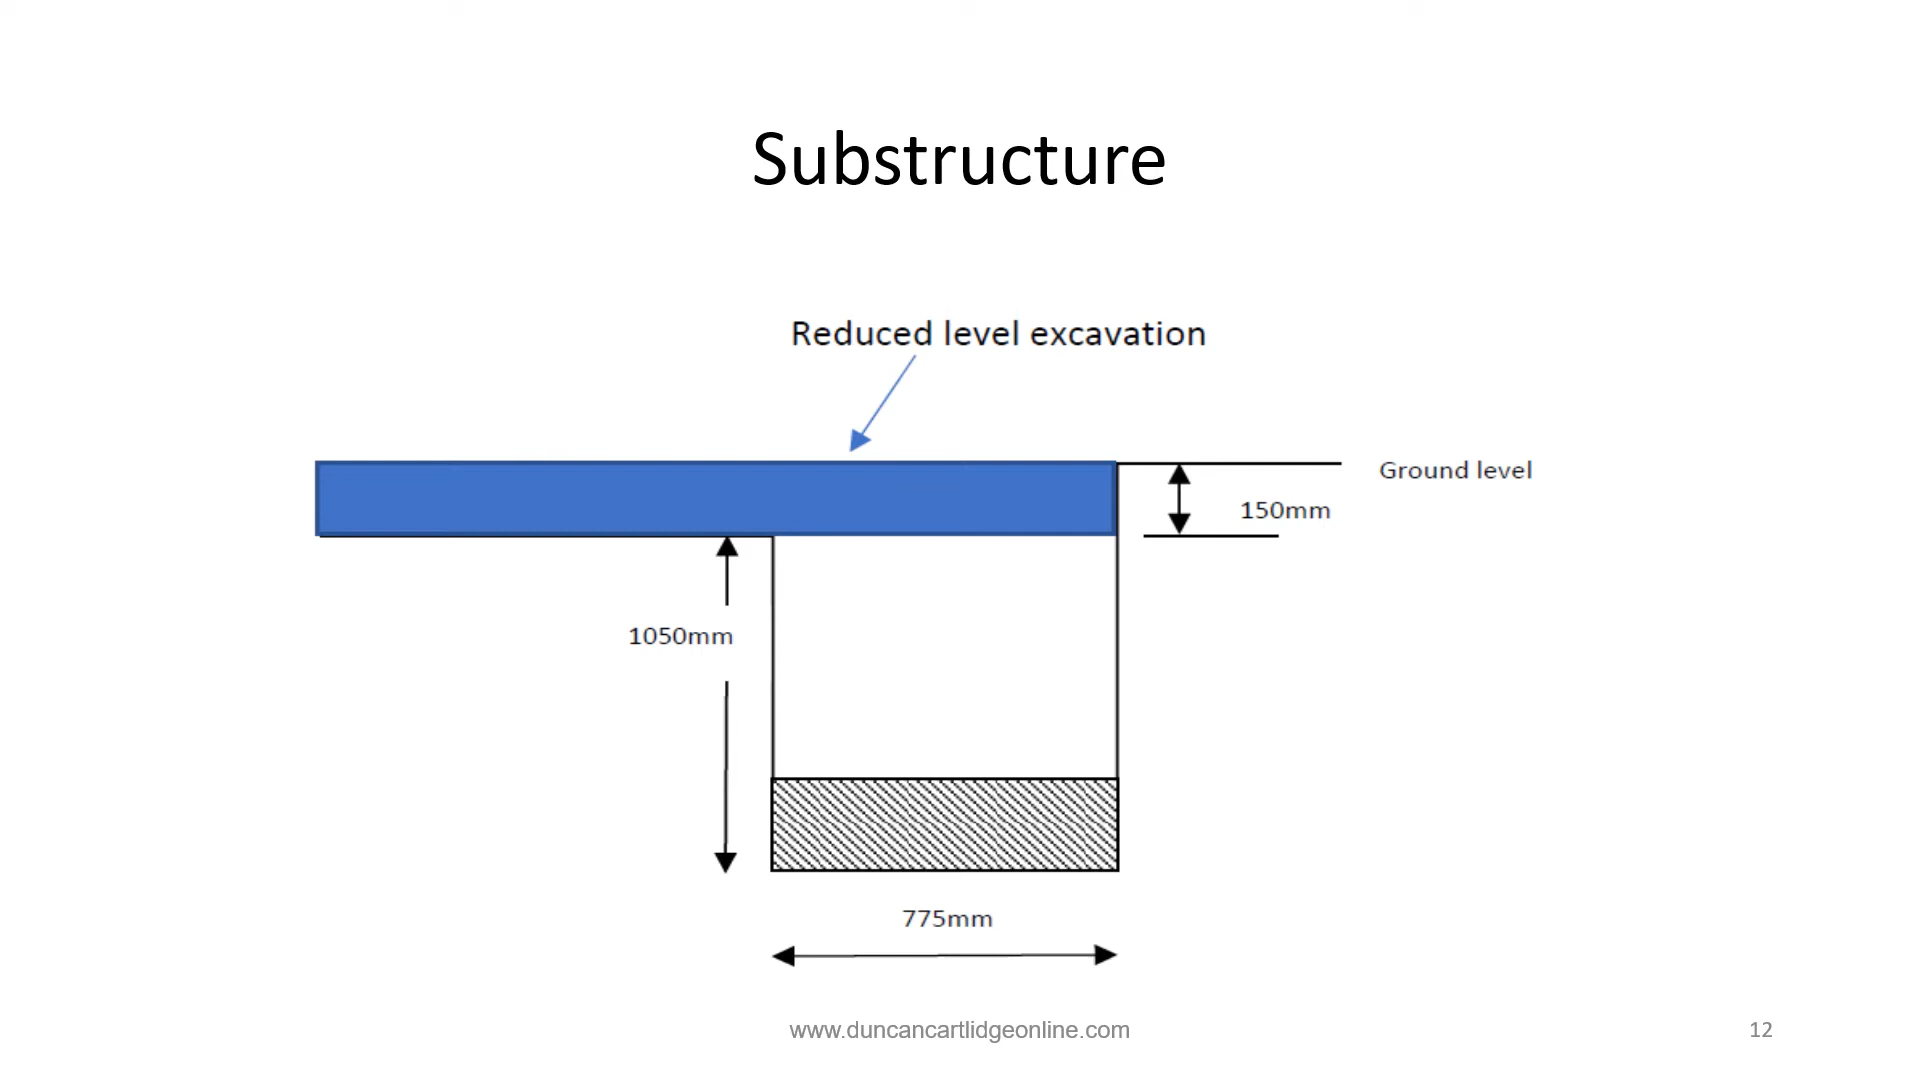 Substructure
Reduced level excavation
Ground level
150mm
1050mm
775mm
www.duncancartlidgeonline.com
12